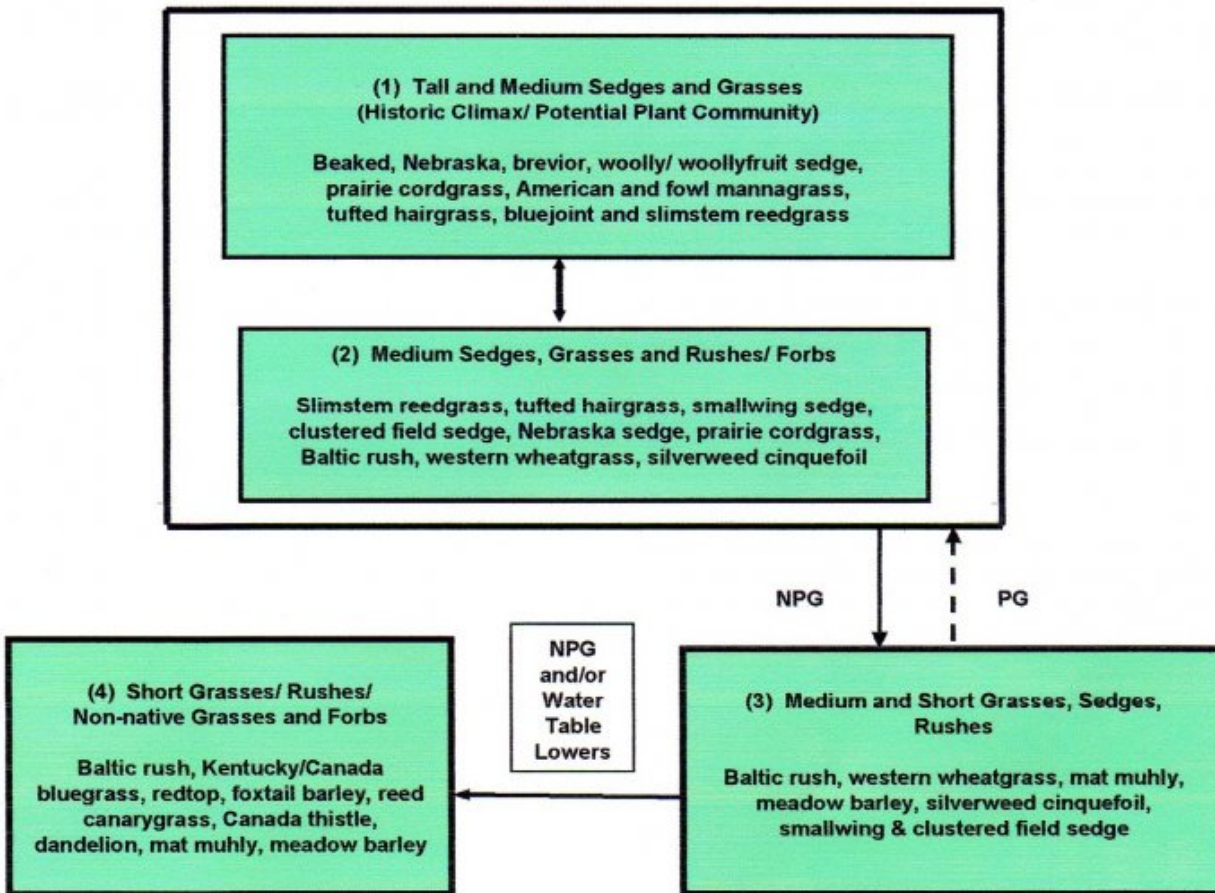 (1) Tall and Medium Sedges and Grasses
(Historic Climax/ Potential Plant Community)
Beaked, Nebraska, brevior, woolly/ woollyfruit sedge,
prairie cordgrass, American and fowl mannagrass,
tufted hairgrass, bluejoint and slimstem reedgrass
(2) Medium Sedges, Grasses and Rushes/ Forbs
Slimstem reedgrass, tufted hairgrass, smallwing sedge,
clustered field sedge, Nebraska sedge, prairie cordgrass,
Baltic rush, western wheatgrass, silverweed cinquefoil
NPG
PG
NPG
and/or
Water
Table
Lowers
(4) Short Grasses/ Rushes/
Non-native Grasses and Forbs
Baltic rush, Kentucky/Canada
bluegrass, redtop, foxtail barley, reed
canarygrass, Canada thistle,
dandelion, mat muhly, meadow barley
(3) Medium and Short Grasses, Sedges,
Rushes
Baltic rush, western wheatgrass, mat muhly,
meadow barley, silverweed cinquefoil,
smallwing & clustered field sedge